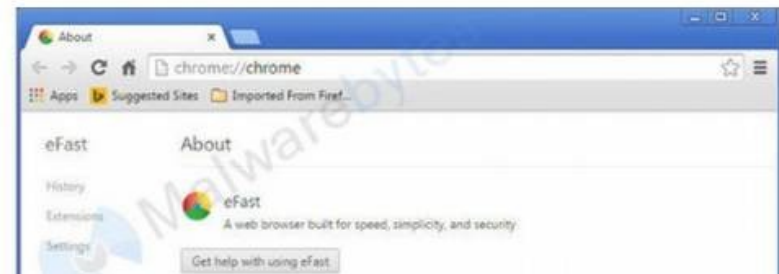 About
chrome://chrome
Apps Suggested Sites Imported From Firef...
eFast About
History
Extensions
Settings
eFast
A web browser built for speed, simplicity, and security
Get help with using eFast
Malwarebytes